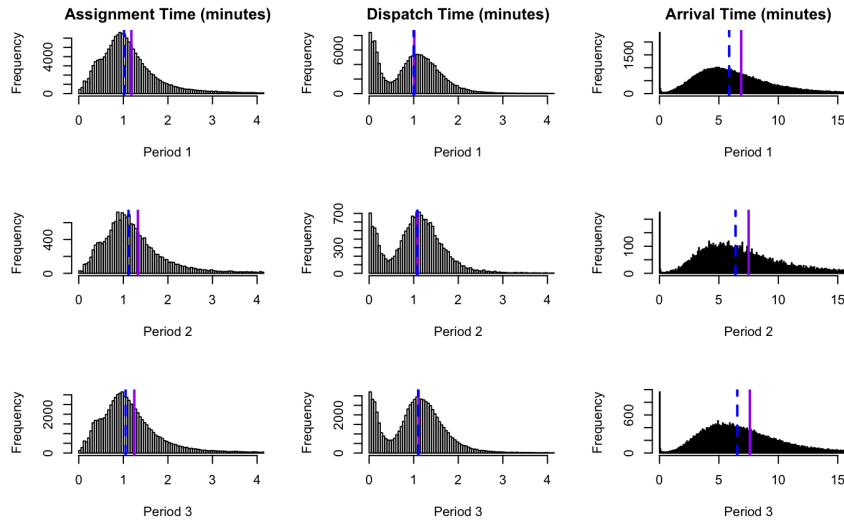 Assignment Time (minutes)
Frequency
0 4000
0 1 2 3 4
Period 1
Dispatch Time (minutes)
Frequency
0 6000
0 1 2 3 4
Period 1
Arrival Time (minutes)
Frequency
0 1500
0 5 10 15
Period 1
Frequency
0 400
0 1 2 3 4
Period 2
Frequency
0 300 700
0 1 2 3 4
Period 2
Frequency
0 100
0 5 10 15
Period 2
Frequency
0 2000
0 1 2 3 4
Period 3
Frequency
0 2000
0 1 2 3 4
Period 3
Frequency
0 600
0 5 10 15
Period 3